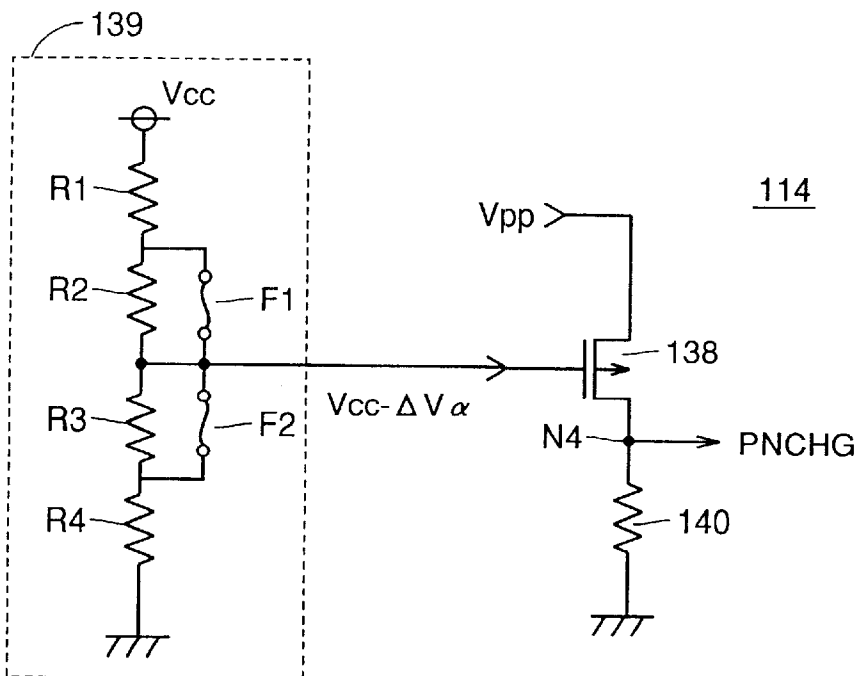 139
Vcc
R1
R2
F1
R3
F2
R4
Vcc-ΔVα
Vpp
114
138
N4
PNCHG
140